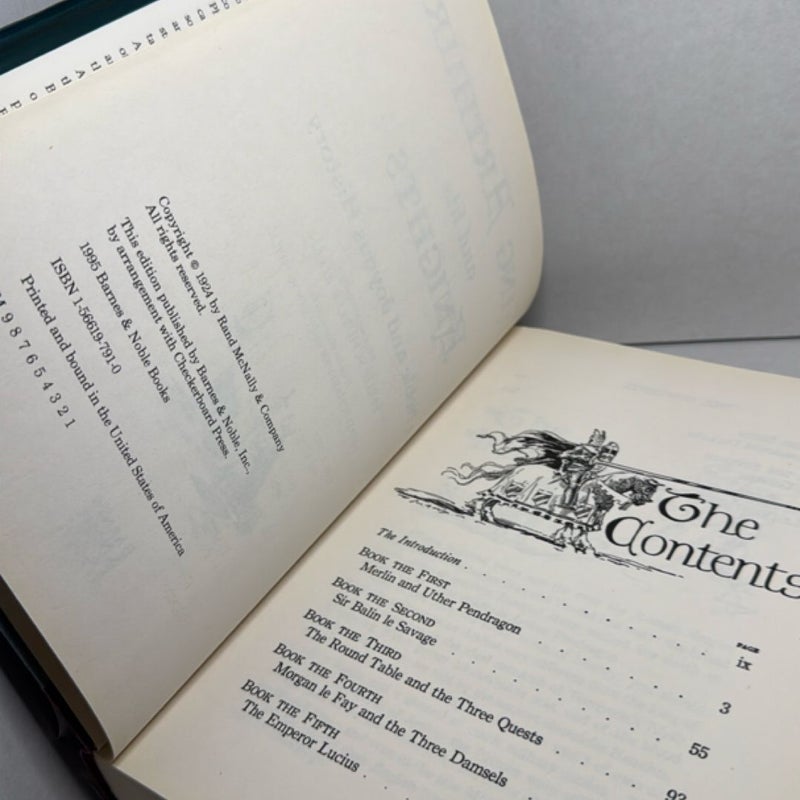 Copyright © 1924 by Rand McNally & Company
All rights reserved.
This edition published by Barnes & Noble, Inc.,
by arrangement with Checkerboard Press.
1995 Barnes & Noble Books
ISBN 1-56619-791-0
Printed and bound in the United States of America
M 9 8 7 6 5 4 3 2 1
The
Contents
PAGE
The Introduction . . . . . . . . . ix
BOOK THE FIRST
Merlin and Uther Pendragon . . . . . . 3
BOOK THE SECOND
Sir Balin le Savage . . . . . . . . 55
BOOK THE THIRD
The Round Table and the Three Quests . . . . 92
BOOK THE FOURTH
Morgan le Fay and the Three Damsels
BOOK THE FIFTH
The Emperor Lucius . .